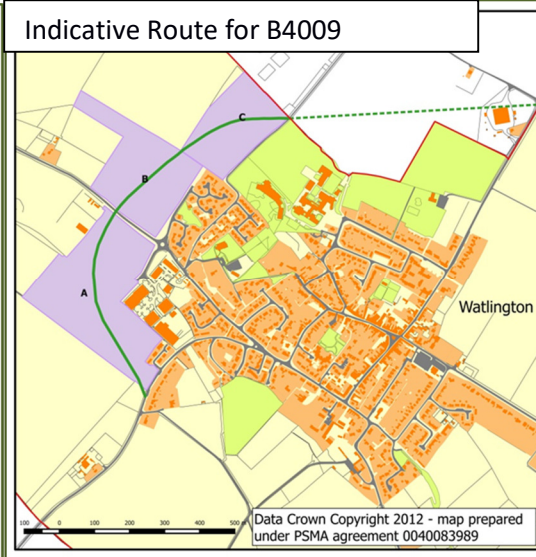 Indicative Route for B4009
C
B
A
Watlington
100 0 100 200 300 400 500 m
Data Crown Copyright 2012 - map prepared
under PSMA agreement 0040083989